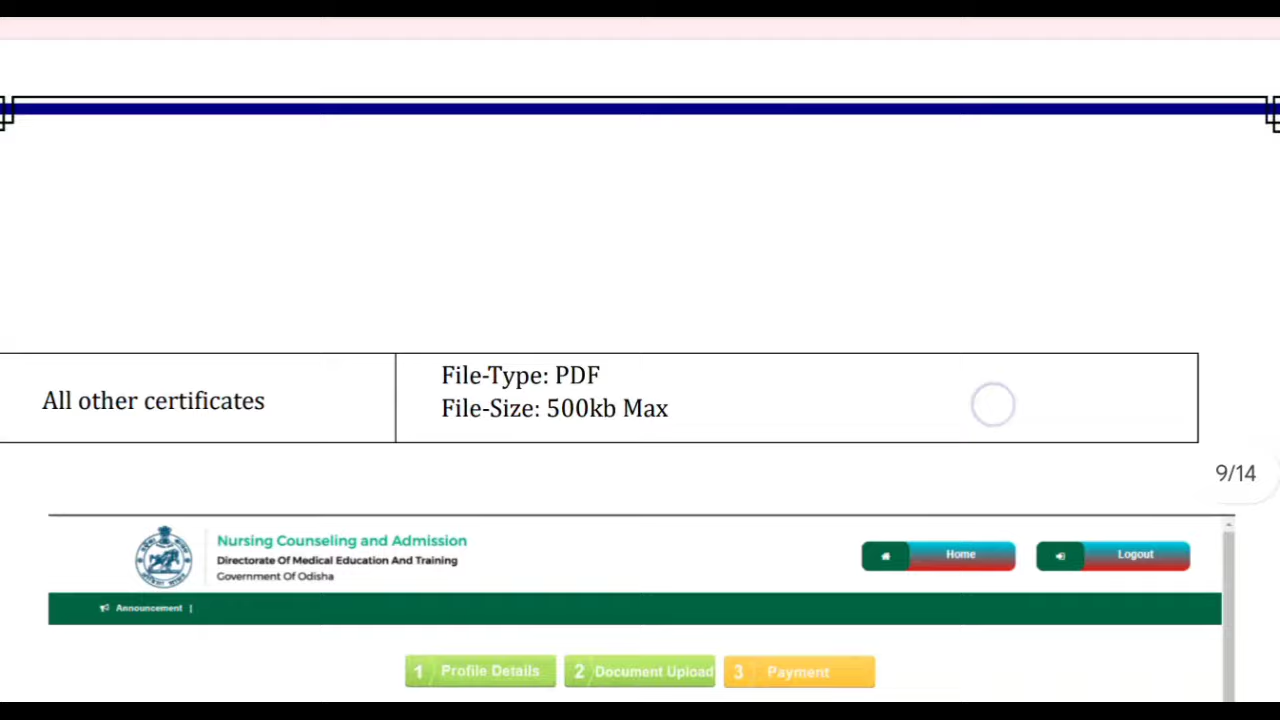 File-Type: PDF
All other certificates
File-Size: 500kb Max
9/14
Nursing Counseling and Admission
Directorate Of Medical Education And Training
Government Of Odisha
Home
Logout
Announcement |
1 Profile Details
2 Document Upload
3 Payment